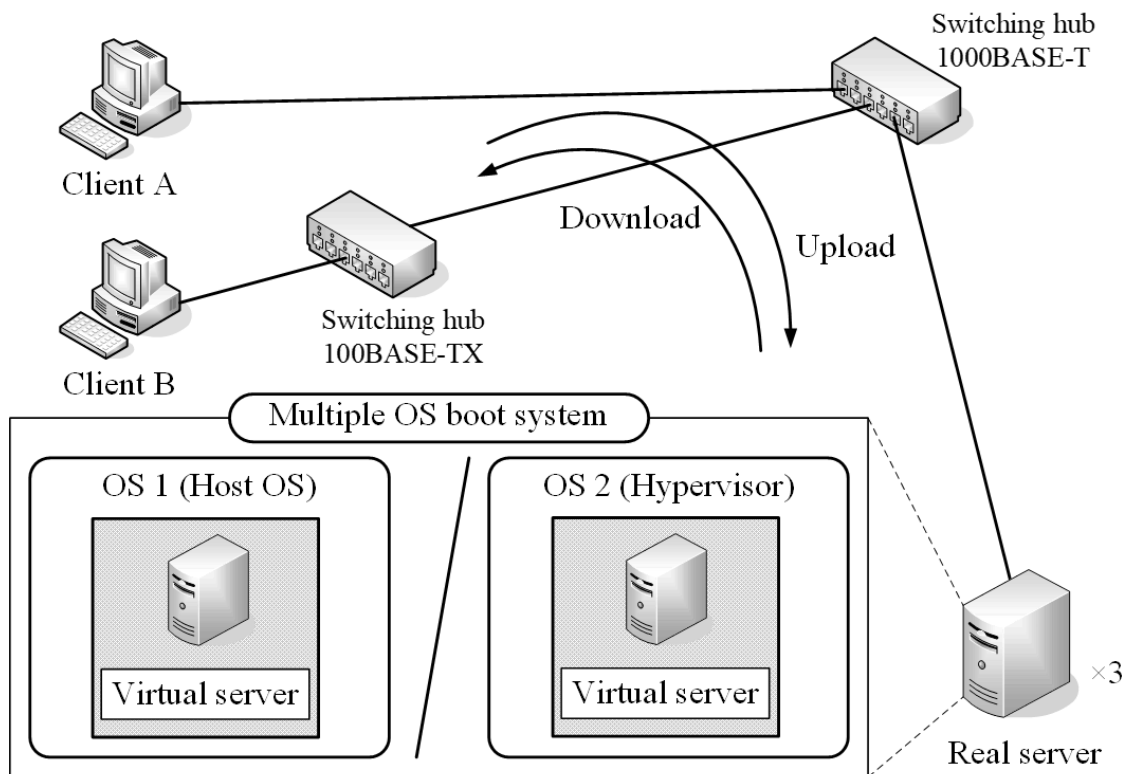 Switching hub
1000BASE-T
Client A
Download
Upload
Switching hub
100BASE-TX
Client B
Multiple OS boot system
OS 1 (Host OS)
OS 2 (Hypervisor)
Virtual server
Virtual server
×3
Real server